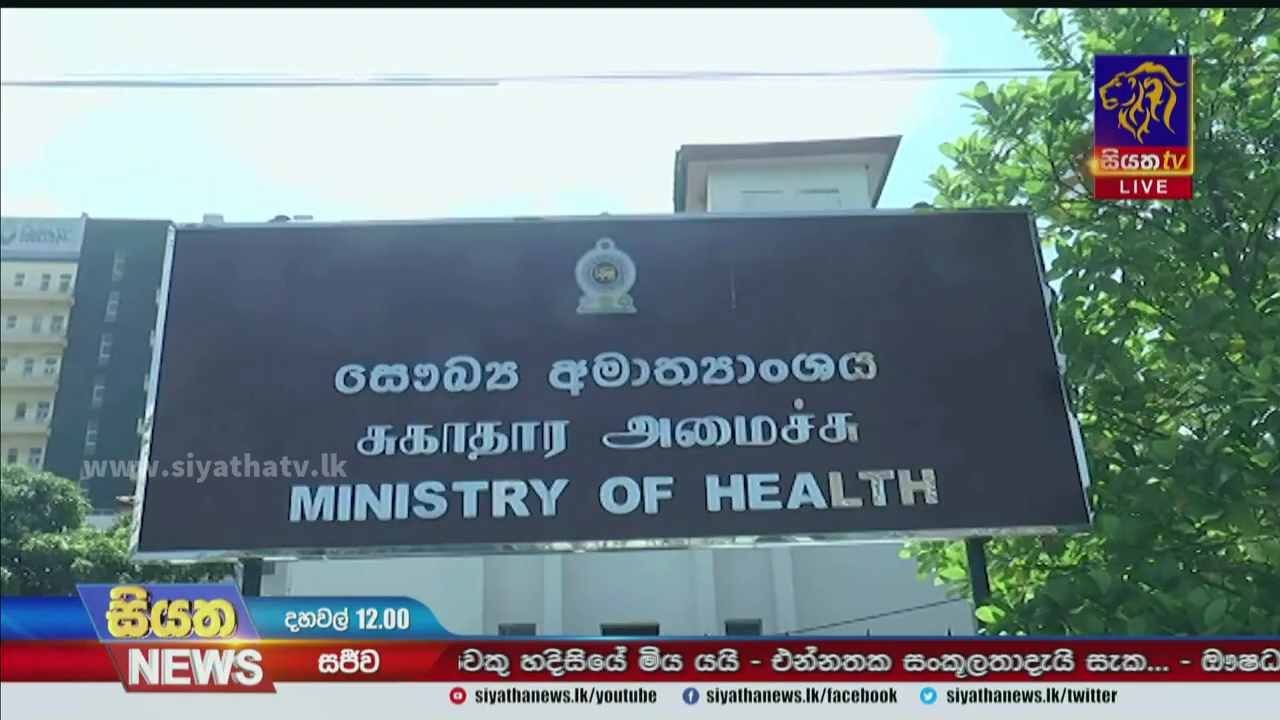 සියත tv
LIVE
සෞඛ්‍ය අමාත්‍යාංශය
சுகாதார அமைச்சு
MINISTRY OF HEALTH
www.siyathatv.lk
සියත
NEWS
දහවල් 12.00
සජීව
හදිසියේ මිය යයි - එන්නතක සංකූලතාදැයි සැක... - ඖෂධ
siyathanews.lk/youtube
siyathanews.lk/facebook
siyathanews.lk/twitter